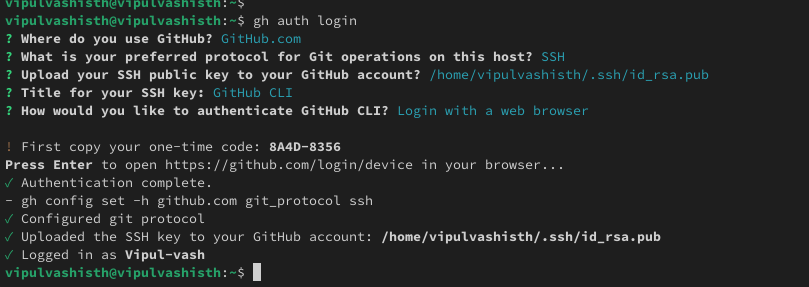 vipulvashisth@vipulvashisth:~$
vipulvashisth@vipulvashisth:~$ gh auth login
? Where do you use GitHub? GitHub.com
? What is your preferred protocol for Git operations on this host? SSH
? Upload your SSH public key to your GitHub account? /home/vipulvashisth/.ssh/id_rsa.pub
? Title for your SSH key: GitHub CLI
? How would you like to authenticate GitHub CLI? Login with a web browser
! First copy your one-time code: 8A4D-8356
Press Enter to open https://github.com/login/device in your browser...
✓ Authentication complete.
- gh config set -h github.com git_protocol ssh
✓ Configured git protocol
✓ Uploaded the SSH key to your GitHub account: /home/vipulvashisth/.ssh/id_rsa.pub
✓ Logged in as Vipul-vash
vipulvashisth@vipulvashisth:~$